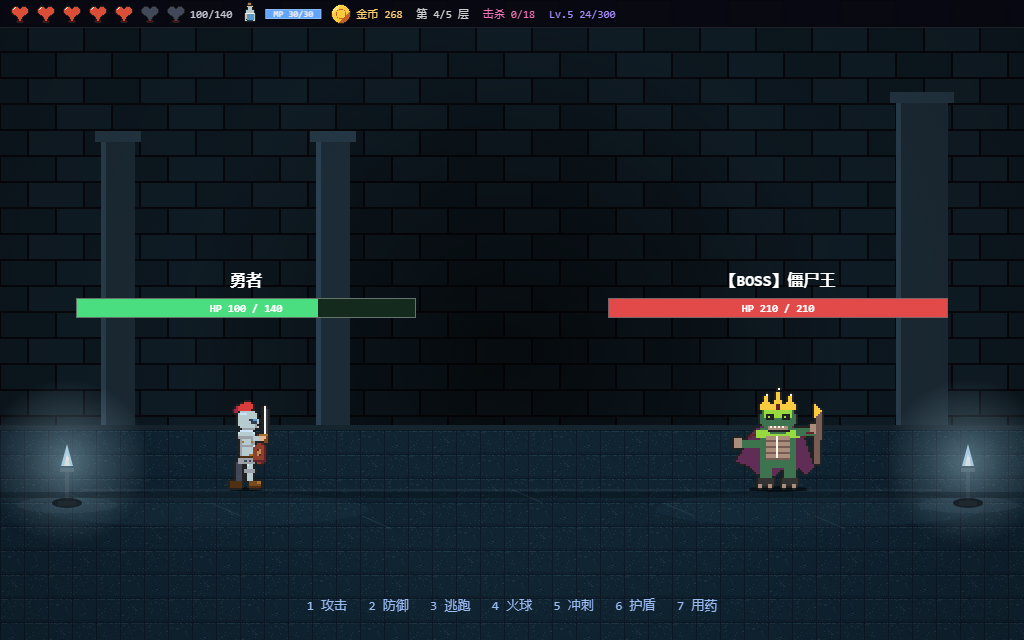 100/140 MP 30/30 金币 268 第 4/5 层 击杀 0/18 Lv.5 24/300
勇者
HP 100 / 140
【BOSS】僵尸王
HP 210 / 210
1 攻击 2 防御 3 逃跑 4 火球 5 冲刺 6 护盾 7 用药